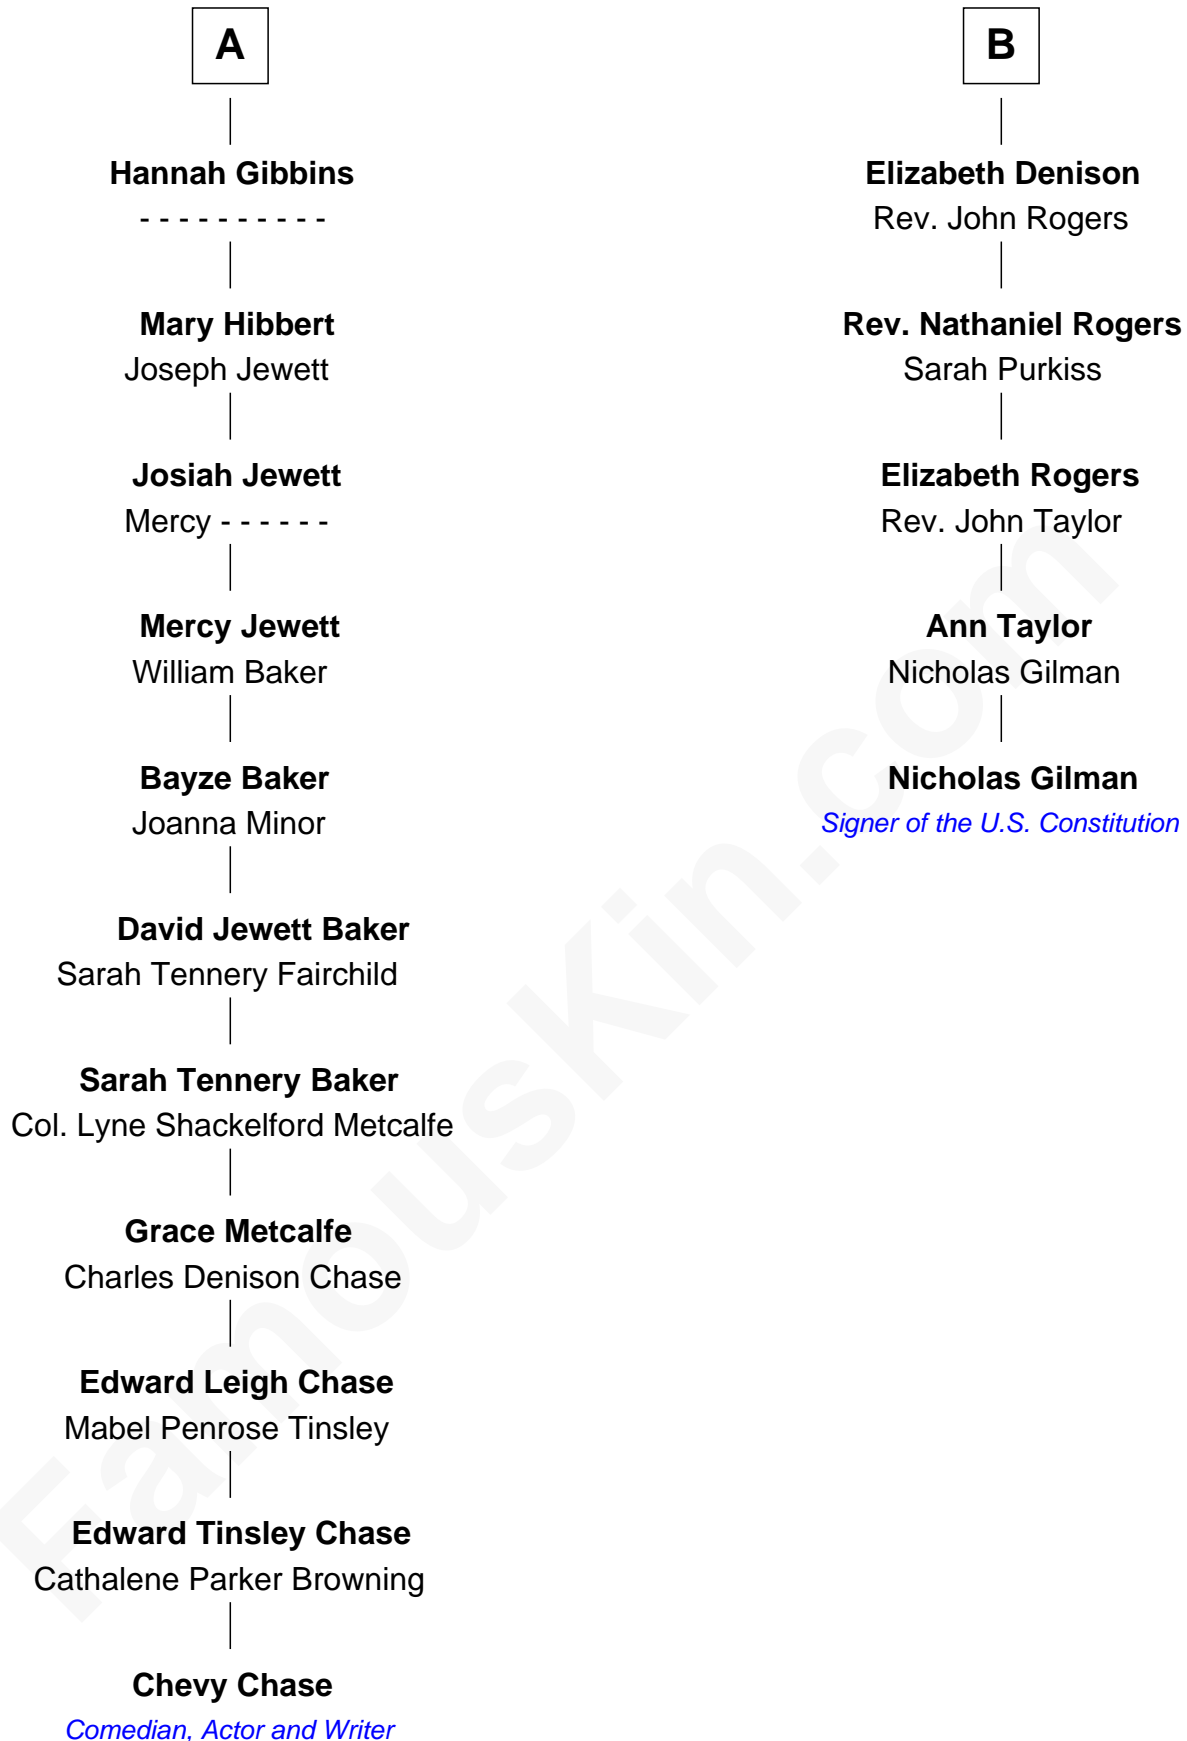 A
Hannah Gibbins
- - - - - - - - - -
Mary Hibbert
Joseph Jewett
Josiah Jewett
Mercy - - - - - -
Mercy Jewett
William Baker
Bayze Baker
Joanna Minor
David Jewett Baker
Sarah Tennery Fairchild
Sarah Tennery Baker
Col. Lyne Shackelford Metcalfe
Grace Metcalfe
Charles Denison Chase
Edward Leigh Chase
Mabel Penrose Tinsley
Edward Tinsley Chase
Cathalene Parker Browning
Chevy Chase
Comedian, Actor and Writer
B
Elizabeth Denison
Rev. John Rogers
Rev. Nathaniel Rogers
Sarah Purkiss
Elizabeth Rogers
Rev. John Taylor
Ann Taylor
Nicholas Gilman
Nicholas Gilman
Signer of the U.S. Constitution
FamousKin.com